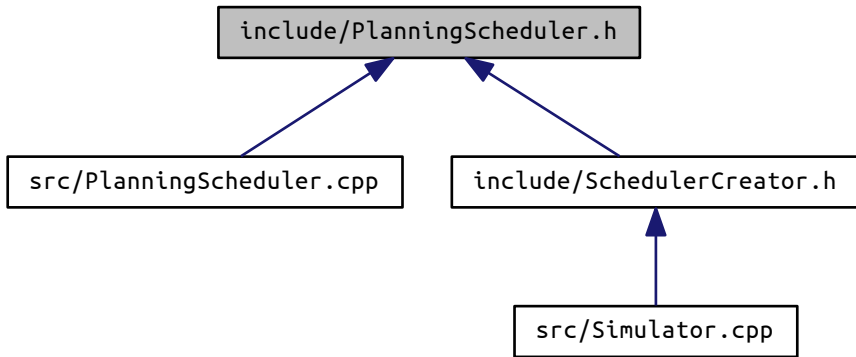 include/PlanningScheduler.h
src/PlanningScheduler.cpp
include/SchedulerCreator.h
src/Simulator.cpp